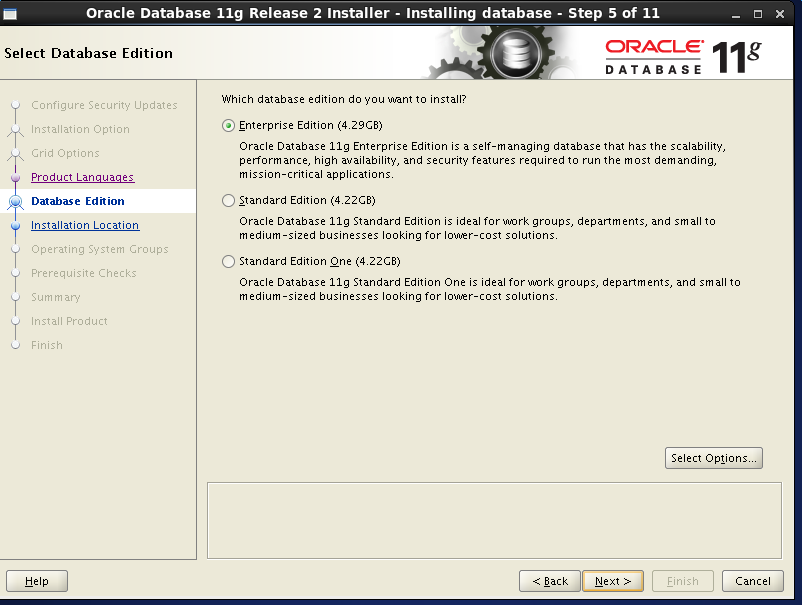 Oracle Database 11g Release 2 Installer - Installing database - Step 5 of 11
Select Database Edition
ORACLE
DATABASE
11g
Configure Security Updates
Installation Option
Grid Options
Product Languages
Database Edition
Installation Location
Operating System Groups
Prerequisite Checks
Summary
Install Product
Finish
Which database edition do you want to install?
Enterprise Edition (4.29GB)
Oracle Database 11g Enterprise Edition is a self-managing database that has the scalability,
performance, high availability, and security features required to run the most demanding,
mission-critical applications.
Standard Edition (4.22GB)
Oracle Database 11g Standard Edition is ideal for work groups, departments, and small to
medium-sized businesses looking for lower-cost solutions.
Standard Edition One (4.22GB)
Oracle Database 11g Standard Edition One is ideal for work groups, departments, and small to
medium-sized businesses looking for lower-cost solutions.
Select Options...
Help
< Back
Next >
Finish
Cancel